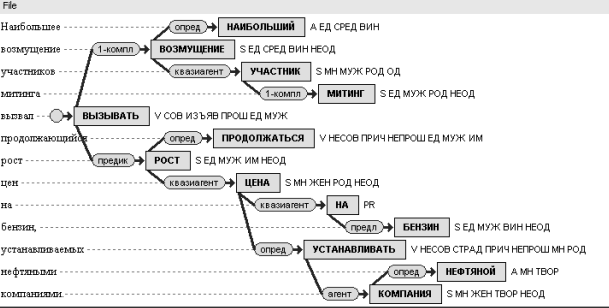 File
Наибольшее опред НАИБОЛЬШИЙ А ЕД СРЕД ВИН
возмущение 1-компл ВОЗМУЩЕНИЕ S ЕД СРЕД ВИН НЕОД
участников квазиагент УЧАСТНИК S МН МУЖ РОД ОД
митинга 1-компл МИТИНГ S ЕД МУЖ РОД НЕОД
вызвал ВЫЗЫВАТЬ V СОВ ИЗЪЯВ ПРОШ ЕД МУЖ
продолжающийся опред ПРОДОЛЖАТЬСЯ V НЕСОВ ПРИЧ НЕПРОШ ЕД МУЖ ИМ
рост предик РОСТ S ЕД МУЖ ИМ НЕОД
цен квазиагент ЦЕНА S МН ЖЕН РОД НЕОД
на квазиагент НА PR
бензин, предл БЕНЗИН S ЕД МУЖ ВИН НЕОД
устанавливаемых опред УСТАНАВЛИВАТЬ V НЕСОВ СТРАД ПРИЧ НЕПРОШ МН РОД
нефтяными опред НЕФТЯНОЙ А МН ТВОР
компаниями. агент КОМПАНИЯ S МН ЖЕН ТВОР НЕОД